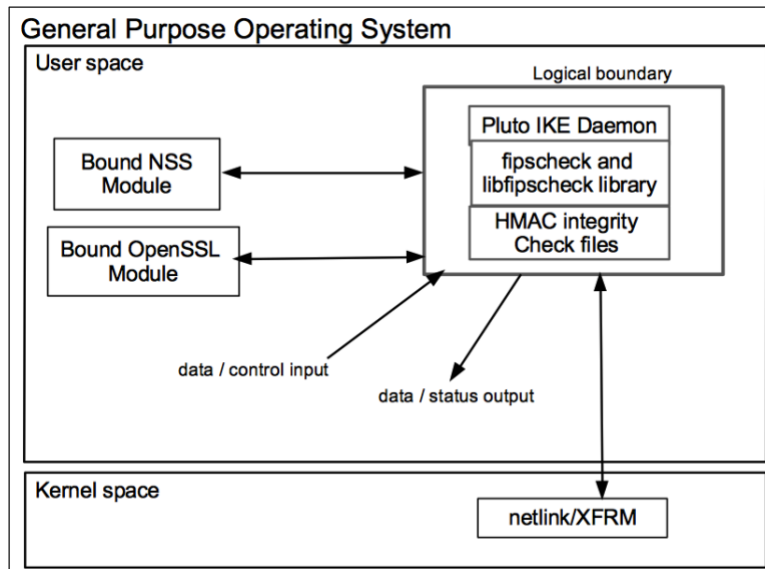 General Purpose Operating System
User space
Logical boundary
Pluto IKE Daemon
fipscheck and
libfipscheck library
HMAC integrity
Check files
Bound NSS
Module
Bound OpenSSL
Module
data / control input
data / status output
Kernel space
netlink/XFRM